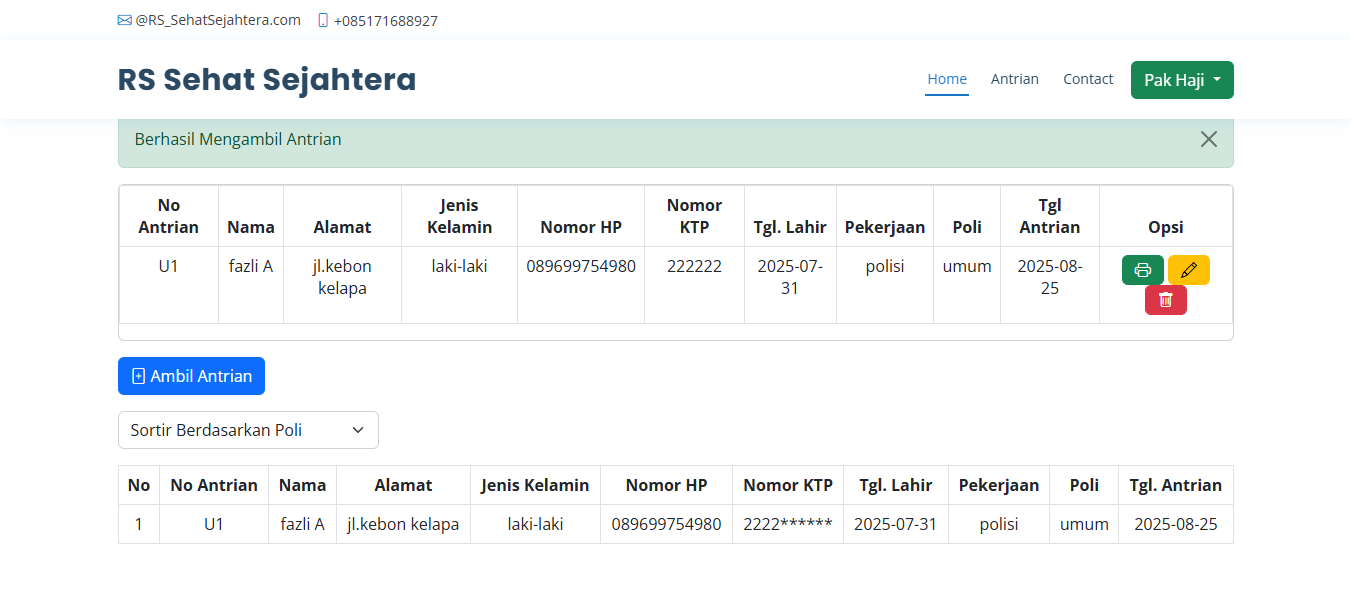 @RS_SehatSejahtera.com +085171688927
RS Sehat Sejahtera
Home Antrian Contact Pak Haji
Berhasil Mengambil Antrian
No Antrian Nama Alamat Jenis Kelamin Nomor HP Nomor KTP Tgl. Lahir Pekerjaan Poli Tgl Antrian Opsi
U1 fazli A jl.kebon kelapa laki-laki 089699754980 222222 2025-07-31 polisi umum 2025-08-25
Ambil Antrian
Sortir Berdasarkan Poli
No No Antrian Nama Alamat Jenis Kelamin Nomor HP Nomor KTP Tgl. Lahir Pekerjaan Poli Tgl. Antrian
1 U1 fazli A jl.kebon kelapa laki-laki 089699754980 2222****** 2025-07-31 polisi umum 2025-08-25